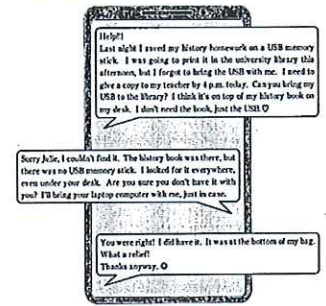 Help!!
Last night I saved my history homework on a USB memory
stick. I was going to print it in the university library this
afternoon, but I forgot to bring the USB with me. I need to
give a copy to my teacher by 4 p.m. today. Can you bring my
USB to the library? I think it's on top of my history book on
my desk. I don't need the book, just the USB.♡
Sorry Julie, I couldn't find it. The history book was there, but
there was no USB memory stick. I looked for it everywhere,
even under your desk. Are you sure you don't have it with
you? I'll bring your laptop computer with me, just in case.
You were right! I did have it. It was at the bottom of my bag.
What a relief!
Thanks anyway. ☺